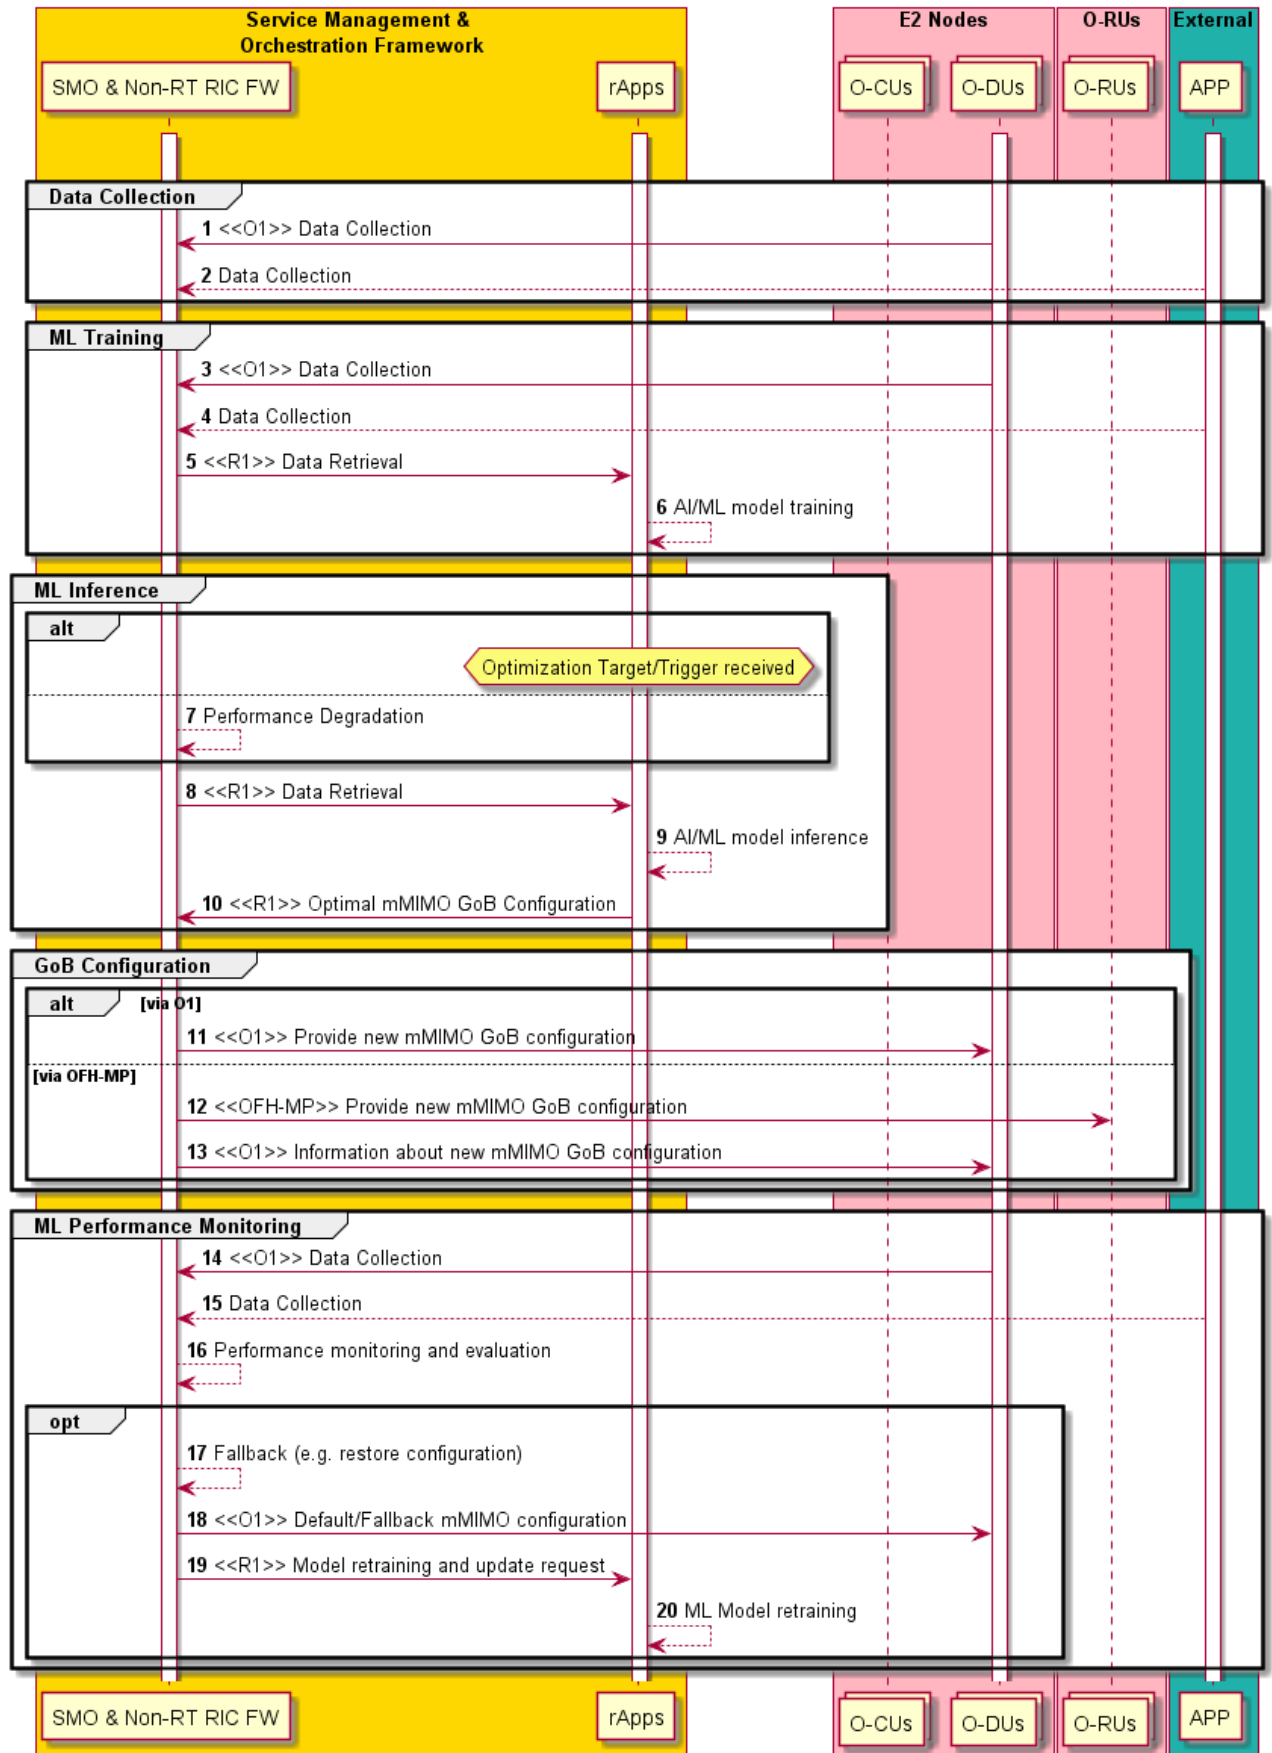 Service Management &
Orchestration Framework
E2 Nodes
O-RUs
External
SMO & Non-RT RIC FW
rApps
O-CUs
O-DUs
O-RUs
APP
Data Collection
1 <<O1>> Data Collection
2 Data Collection
ML Training
3 <<O1>> Data Collection
4 Data Collection
5 <<R1>> Data Retrieval
6 AI/ML model training
ML Inference
alt
Optimization Target/Trigger received
7 Performance Degradation
8 <<R1>> Data Retrieval
9 AI/ML model inference
10 <<R1>> Optimal mMIMO GoB Configuration
GoB Configuration
alt [via O1]
11 <<O1>> Provide new mMIMO GoB configuration
[via OFH-MP]
12 <<OFH-MP>> Provide new mMIMO GoB configuration
13 <<O1>> Information about new mMIMO GoB configuration
ML Performance Monitoring
14 <<O1>> Data Collection
15 Data Collection
16 Performance monitoring and evaluation
opt
17 Fallback (e.g. restore configuration)
18 <<O1>> Default/Fallback mMIMO configuration
19 <<R1>> Model retraining and update request
20 ML Model retraining
SMO & Non-RT RIC FW
rApps
O-CUs
O-DUs
O-RUs
APP